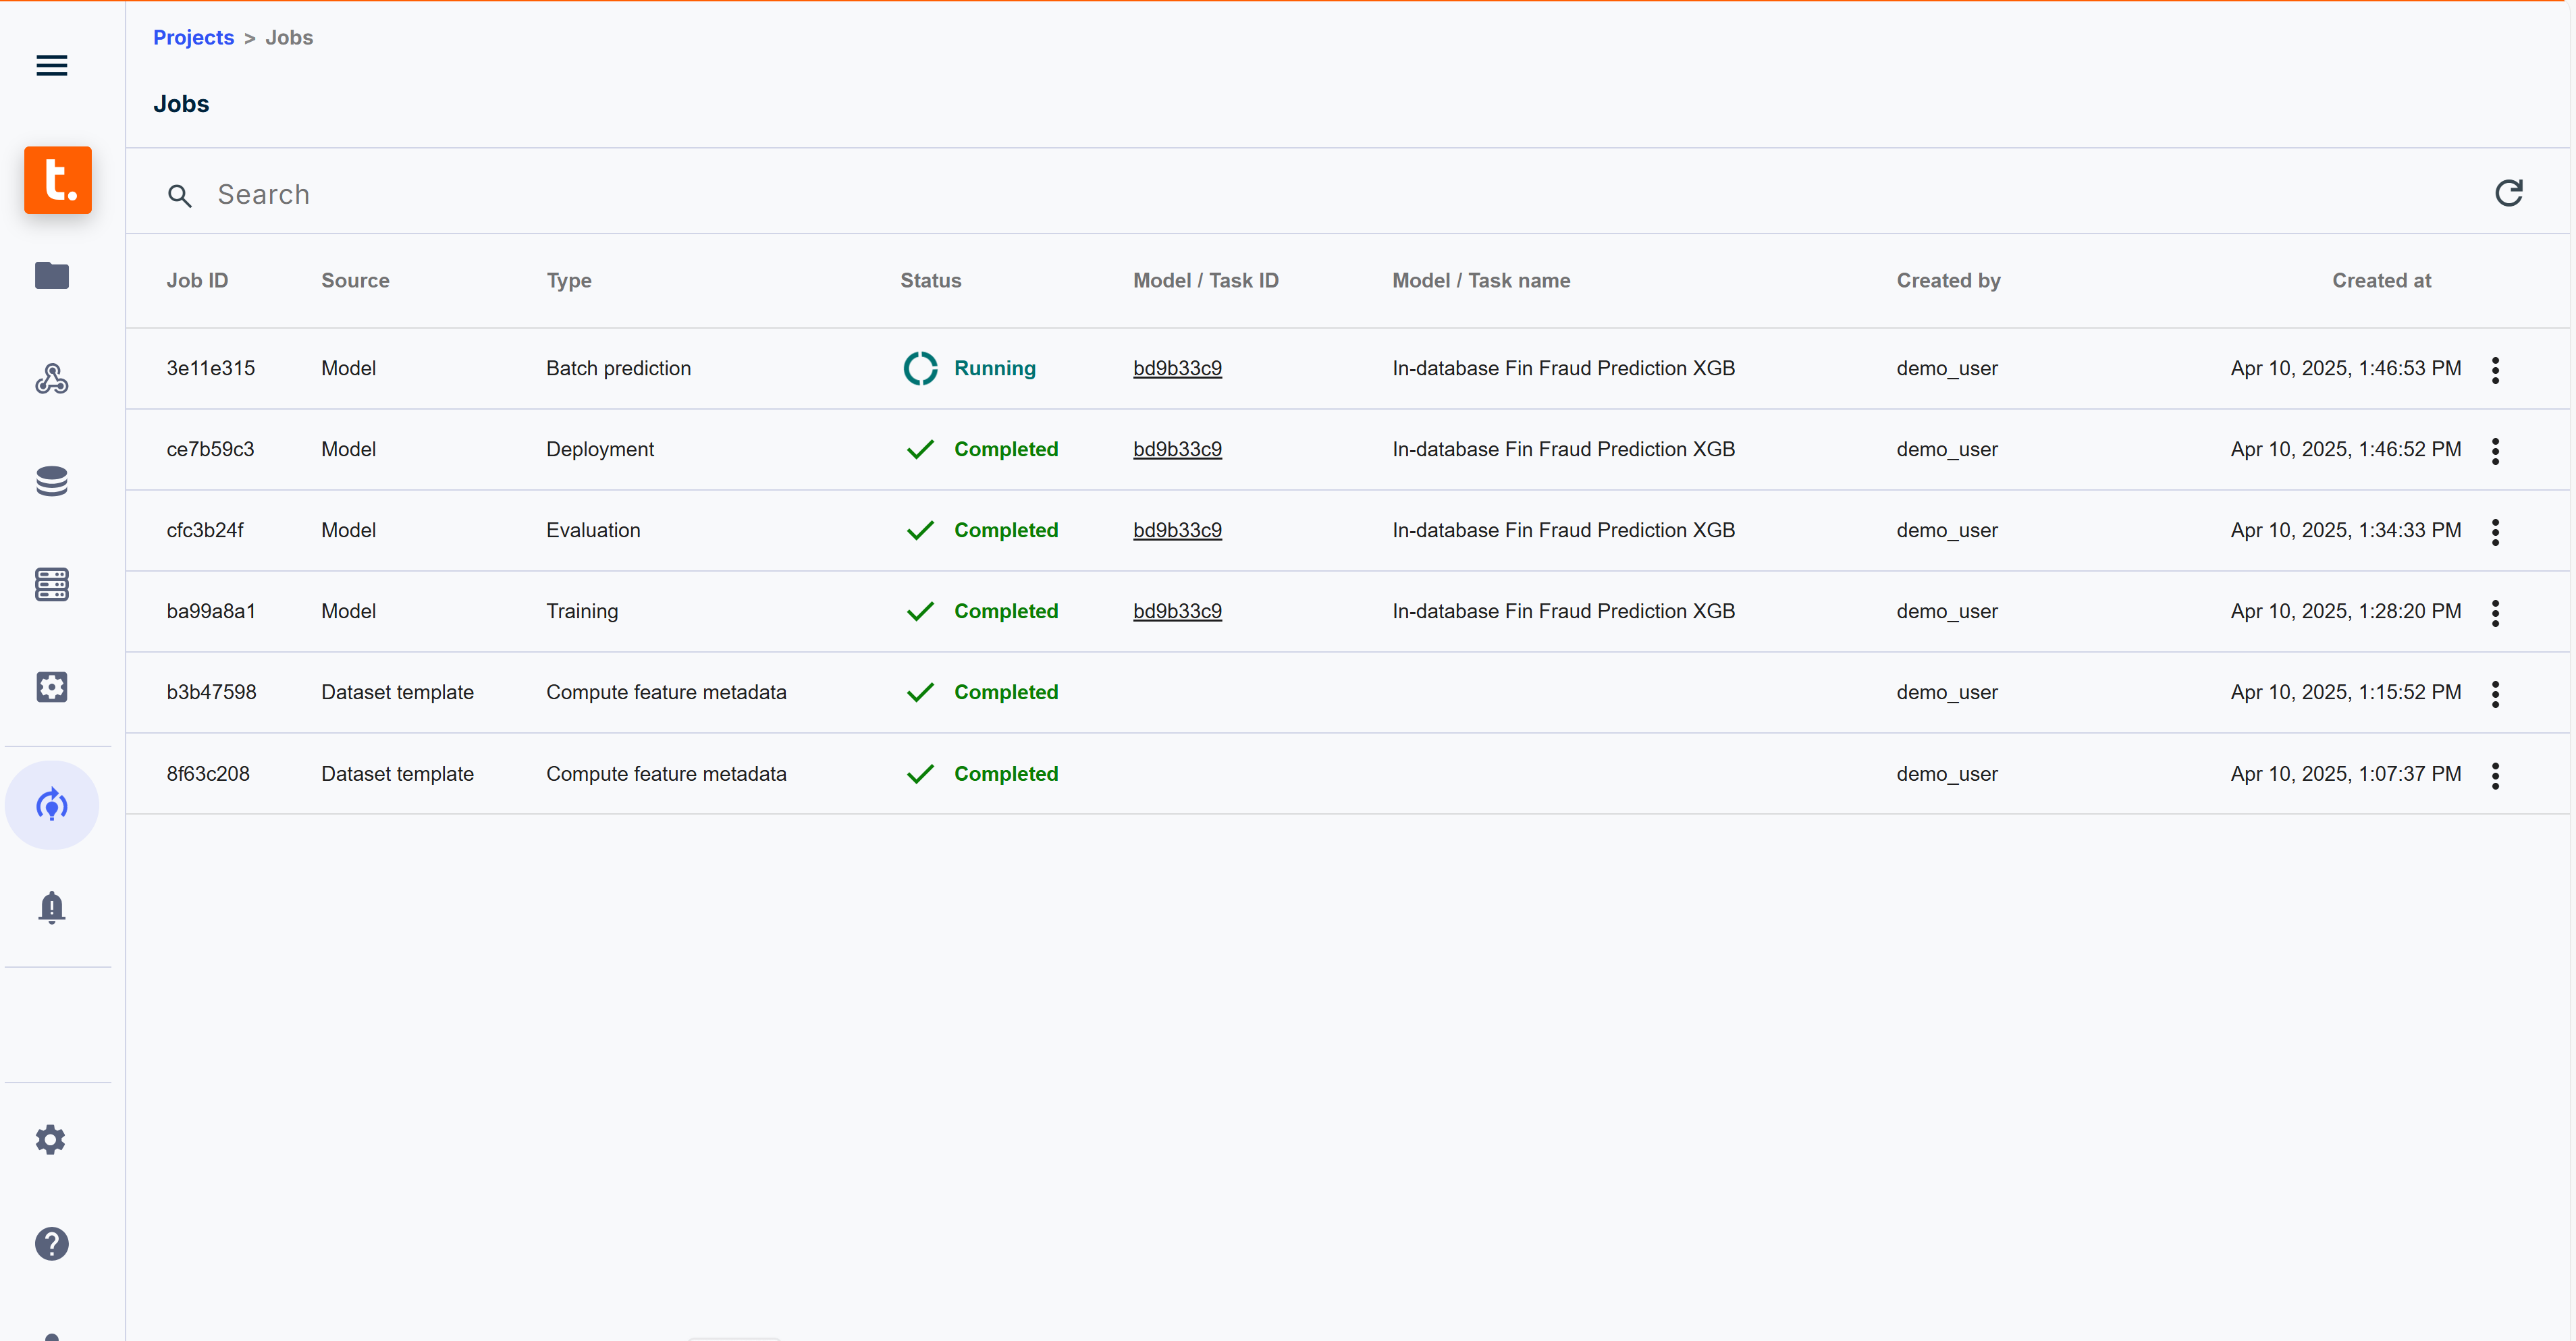 Projects > Jobs
Jobs
t.
Search
Job ID Source Type Status Model / Task ID Model / Task name Created by Created at
3e11e315 Model Batch prediction Running bd9b33c9 In-database Fin Fraud Prediction XGB demo_user Apr 10, 2025, 1:46:53 PM
ce7b59c3 Model Deployment Completed bd9b33c9 In-database Fin Fraud Prediction XGB demo_user Apr 10, 2025, 1:46:52 PM
cfc3b24f Model Evaluation Completed bd9b33c9 In-database Fin Fraud Prediction XGB demo_user Apr 10, 2025, 1:34:33 PM
ba99a8a1 Model Training Completed bd9b33c9 In-database Fin Fraud Prediction XGB demo_user Apr 10, 2025, 1:28:20 PM
b3b47598 Dataset template Compute feature metadata Completed demo_user Apr 10, 2025, 1:15:52 PM
8f63c208 Dataset template Compute feature metadata Completed demo_user Apr 10, 2025, 1:07:37 PM